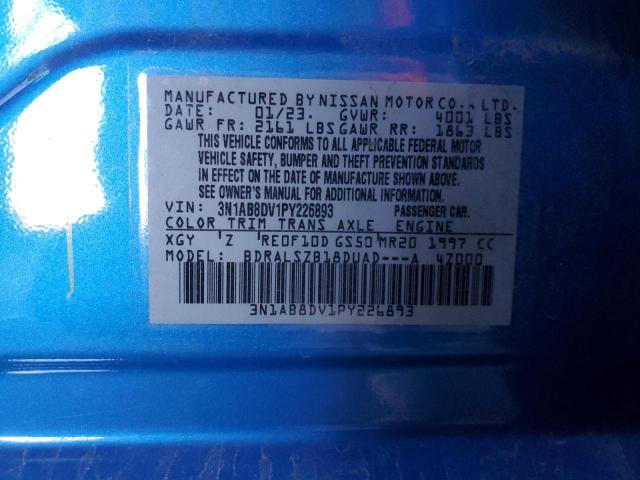 MANUFACTURED BY NISSAN MOTOR CO., LTD.
DATE: 01/23. GVWR: 4001 LBS
GAWR FR: 2161 LBS GAWR RR: 1863 LBS
THIS VEHICLE CONFORMS TO ALL APPLICABLE FEDERAL MOTOR
VEHICLE SAFETY, BUMPER AND THEFT PREVENTION STANDARDS
IN EFFECT ON THE DATE OF MANUFACTURE SHOWN ABOVE.
SEE OWNER'S MANUAL FOR ADDITIONAL INFORMATION.
VIN: 3N1AB8DV1PY226893 PASSENGER CAR.
COLOR TRIM TRANS AXLE ENGINE
XGY Z RE0F10D GS50 MR20 1997 CC
MODEL: BDRALSZB18DUAD---A 47000
3N1AB8DV1PY226893